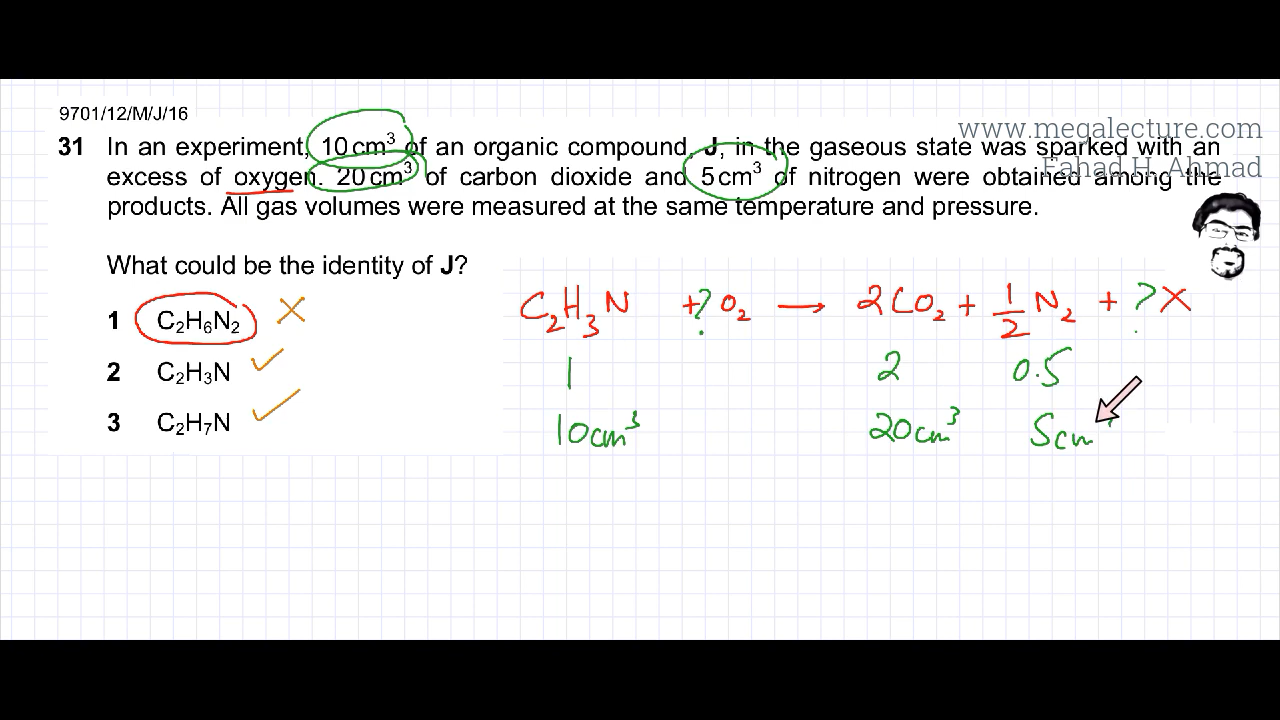 9701/12/M/J/16
www.megalecture.com
Fahad H. Ahmad
31 In an experiment, 10 cm³ of an organic compound, J, in the gaseous state was sparked with an
excess of oxygen. 20 cm³ of carbon dioxide and 5 cm³ of nitrogen were obtained among the
products. All gas volumes were measured at the same temperature and pressure.
What could be the identity of J?
1 C₂H₆N₂ X
2 C₂H₃N ✓
3 C₂H₇N ✓
C₂H₃N + ? O₂ → 2CO₂ + 1/2 N₂ + ? X
1 2 0.5
10cm³ 20cm³ 5cm³